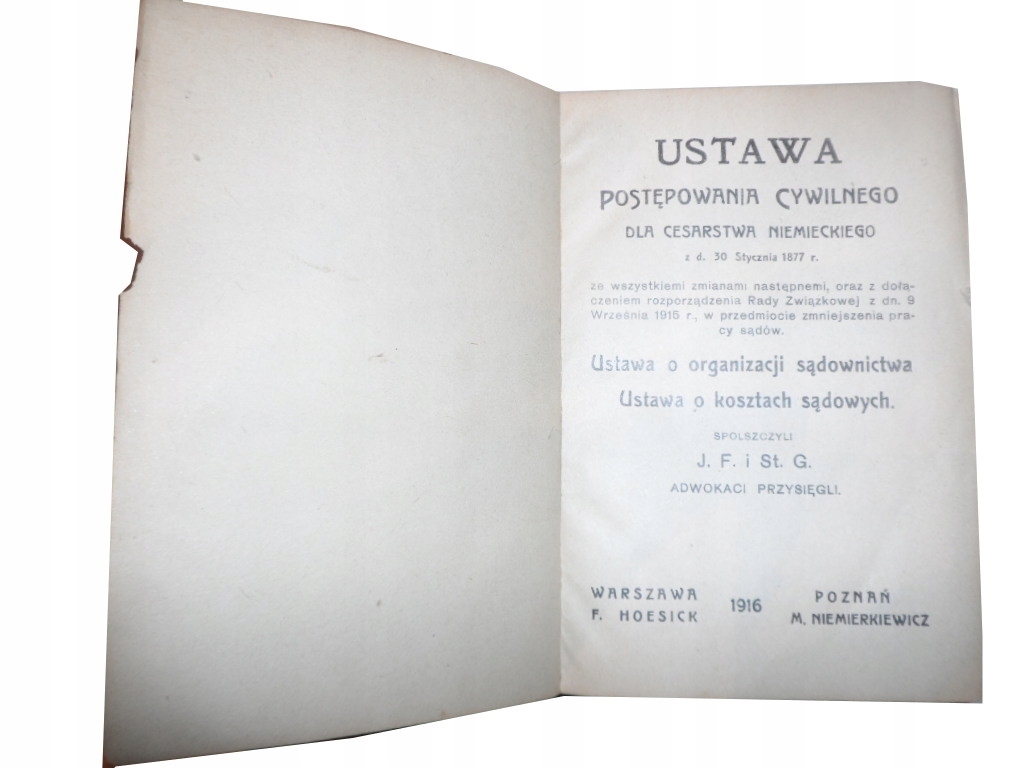 USTAWA
POSTĘPOWANIA CYWILNEGO
DLA CESARSTWA NIEMIECKIEGO
z d. 30 Stycznia 1877 r.
ze wszystkiemi zmianami następnemi, oraz z dołą-
czeniem rozporządzenia Rady Związkowej z dn. 9
Września 1915 r., w przedmiocie zmniejszenia pra-
cy sądów.
Ustawa o organizacji sądownictwa
Ustawa o kosztach sądowych.
SPOLSZCZYLI
J. F. i St. G.
ADWOKACI PRZYSIĘGLI.
WARSZAWA
F. HOESICK
1916
POZNAŃ
M. NIEMIERKIEWICZ